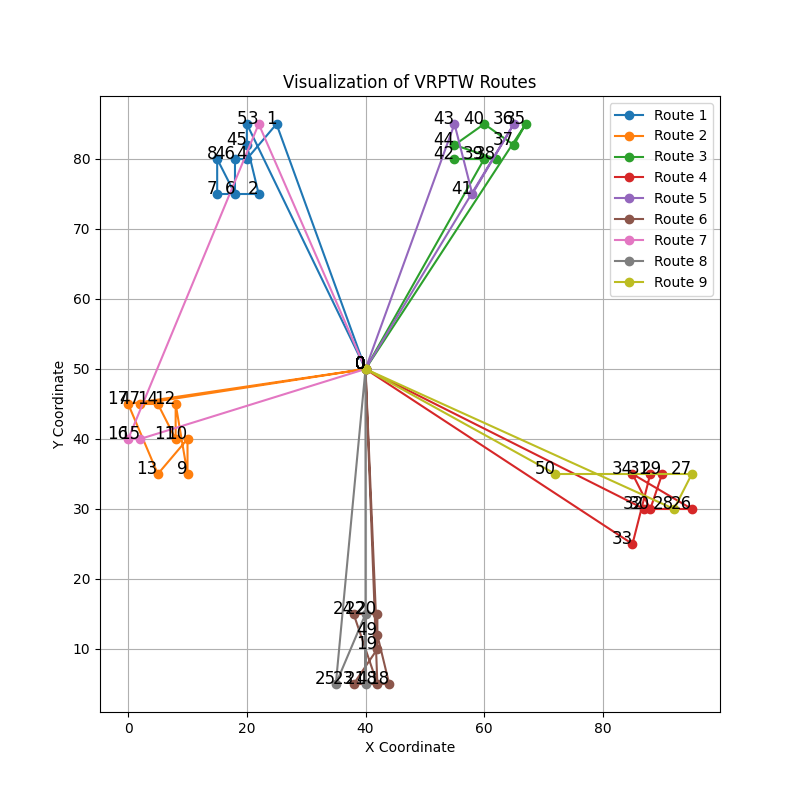 Visualization of VRPTW Routes
Route 1
Route 2
Route 3
Route 4
Route 5
Route 6
Route 7
Route 8
Route 9
5 3 1 43 40 36 35
45 44 37
8 46 4 42 39 38
7 6 2 41
0
17 47 14 12
16 15 11 10
13 9 50 34 31 29 27
30 28 26
33
24 22 20
49
19
25 23 21 48 18
80
70
60
50
40
30
20
10
Y Coordinate
0 20 40 60 80
X Coordinate